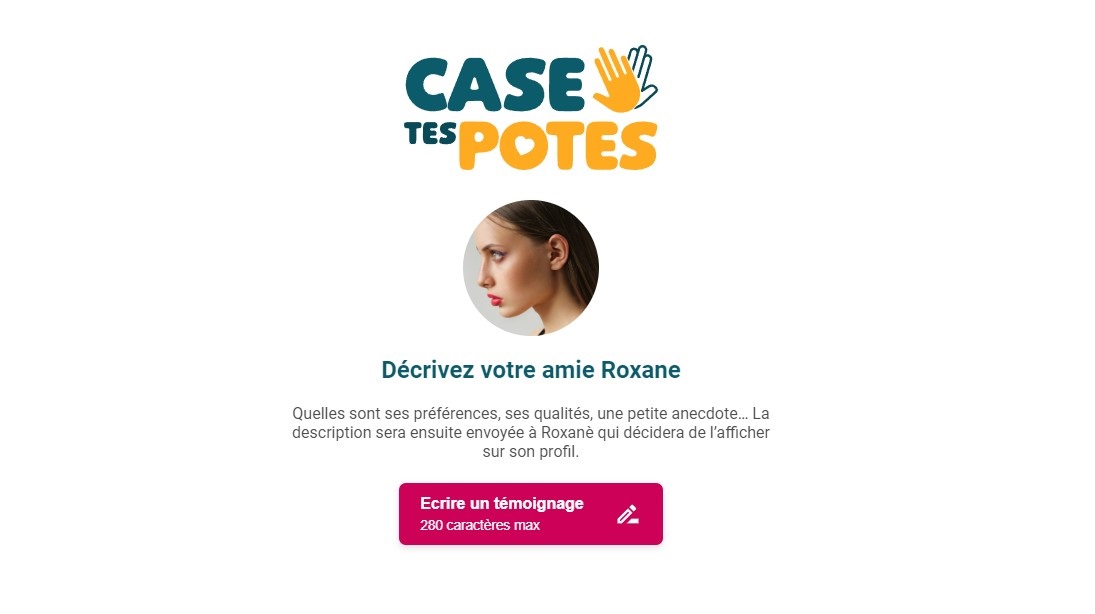 CASE
TES POTES
Décrivez votre amie Roxane
Quelles sont ses préférences, ses qualités, une petite anecdote... La
description sera ensuite envoyée à Roxanè qui décidera de l'afficher
sur son profil.
Ecrire un témoignage
280 caractères max